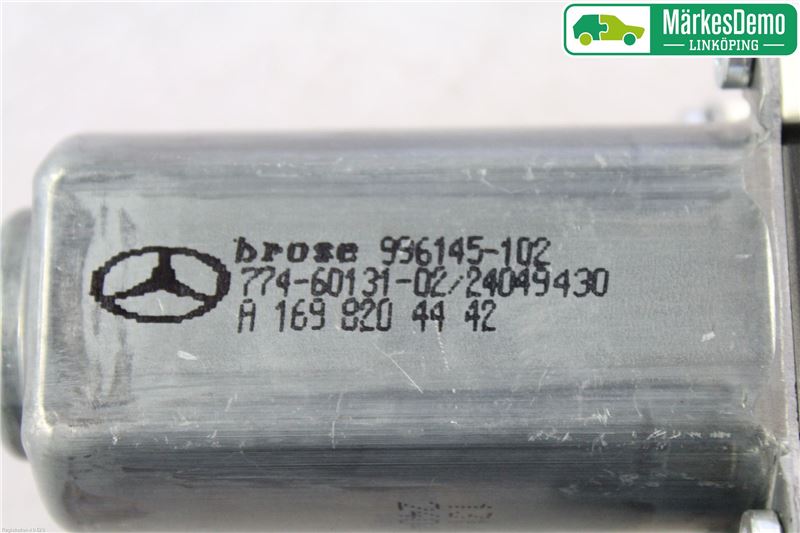 MärkesDemo
LINKÖPING
brose 996145-102
774-60131-02/24049430
A 169 820 44 42